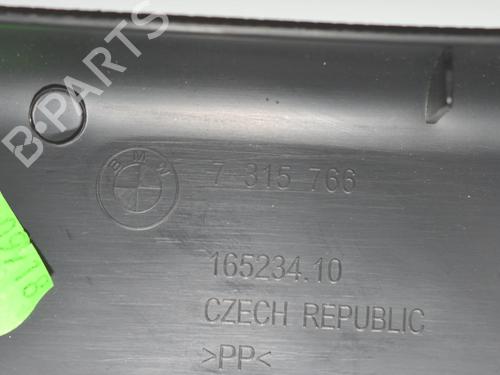 B PARTS
BMW
7 315 766
165234.10
CZECH REPUBLIC
>PP<